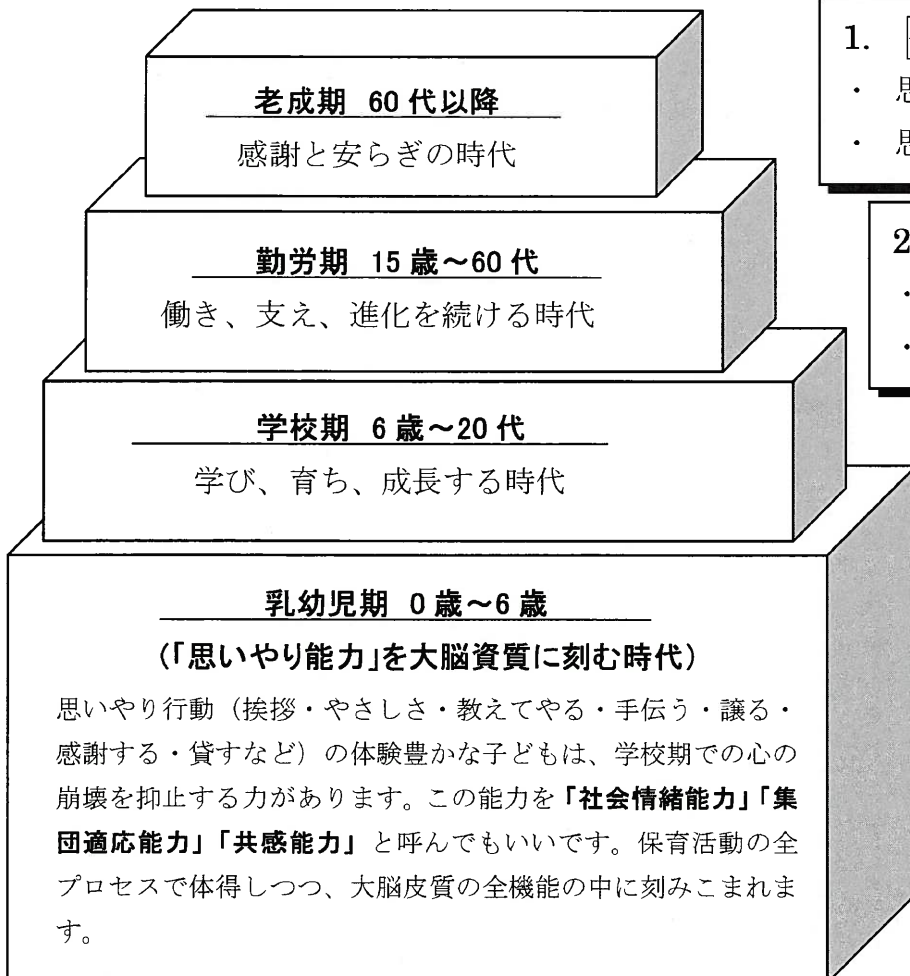 老成期 60代以降
感謝と安らぎの時代
勤労期 15歳～60代
働き、支え、進化を続ける時代
学校期 6歳～20代
学び、育ち、成長する時代
乳幼児期 0歳～6歳
(「思いやり能力」を大脳資質に刻む時代)
思いやり行動（挨拶・やさしさ・教えてやる・手伝う・譲る・
感謝する・貸すなど）の体験豊かな子どもは、学校期での心の
崩壊を抑止する力があります。この能力を「社会情緒能力」「集
団適応能力」「共感能力」と呼んでもいいです。保育活動の全
プロセスで体得しつつ、大脳皮質の全機能の中に刻みこまれま
す。
1.
・ 思
・ 思
2
・
・